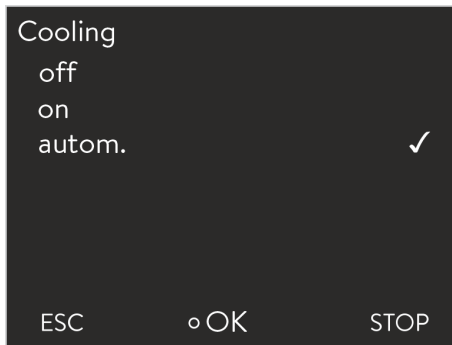 Cooling
off
on
autom. ✓
ESC OK STOP